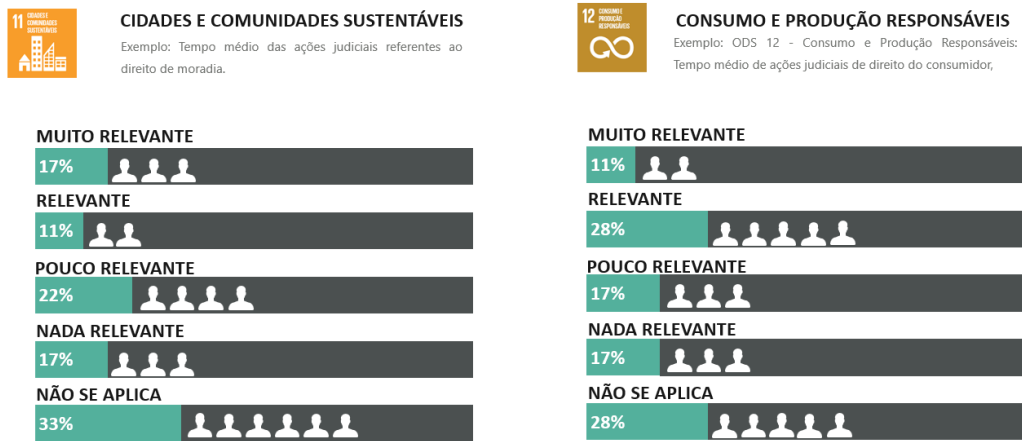 11 CIDADES E
COMUNIDADES
SUSTENTÁVEIS
CIDADES E COMUNIDADES SUSTENTÁVEIS
Exemplo: Tempo médio das ações judiciais referentes ao
direito de moradia.
MUITO RELEVANTE
17%
RELEVANTE
11%
POUCO RELEVANTE
22%
NADA RELEVANTE
17%
NÃO SE APLICA
33%
12 CONSUMO E
PRODUÇÃO
RESPONSÁVEIS
CONSUMO E PRODUÇÃO RESPONSÁVEIS
Exemplo: ODS 12 - Consumo e Produção Responsáveis:
Tempo médio de ações judiciais de direito do consumidor,
MUITO RELEVANTE
11%
RELEVANTE
28%
POUCO RELEVANTE
17%
NADA RELEVANTE
17%
NÃO SE APLICA
28%